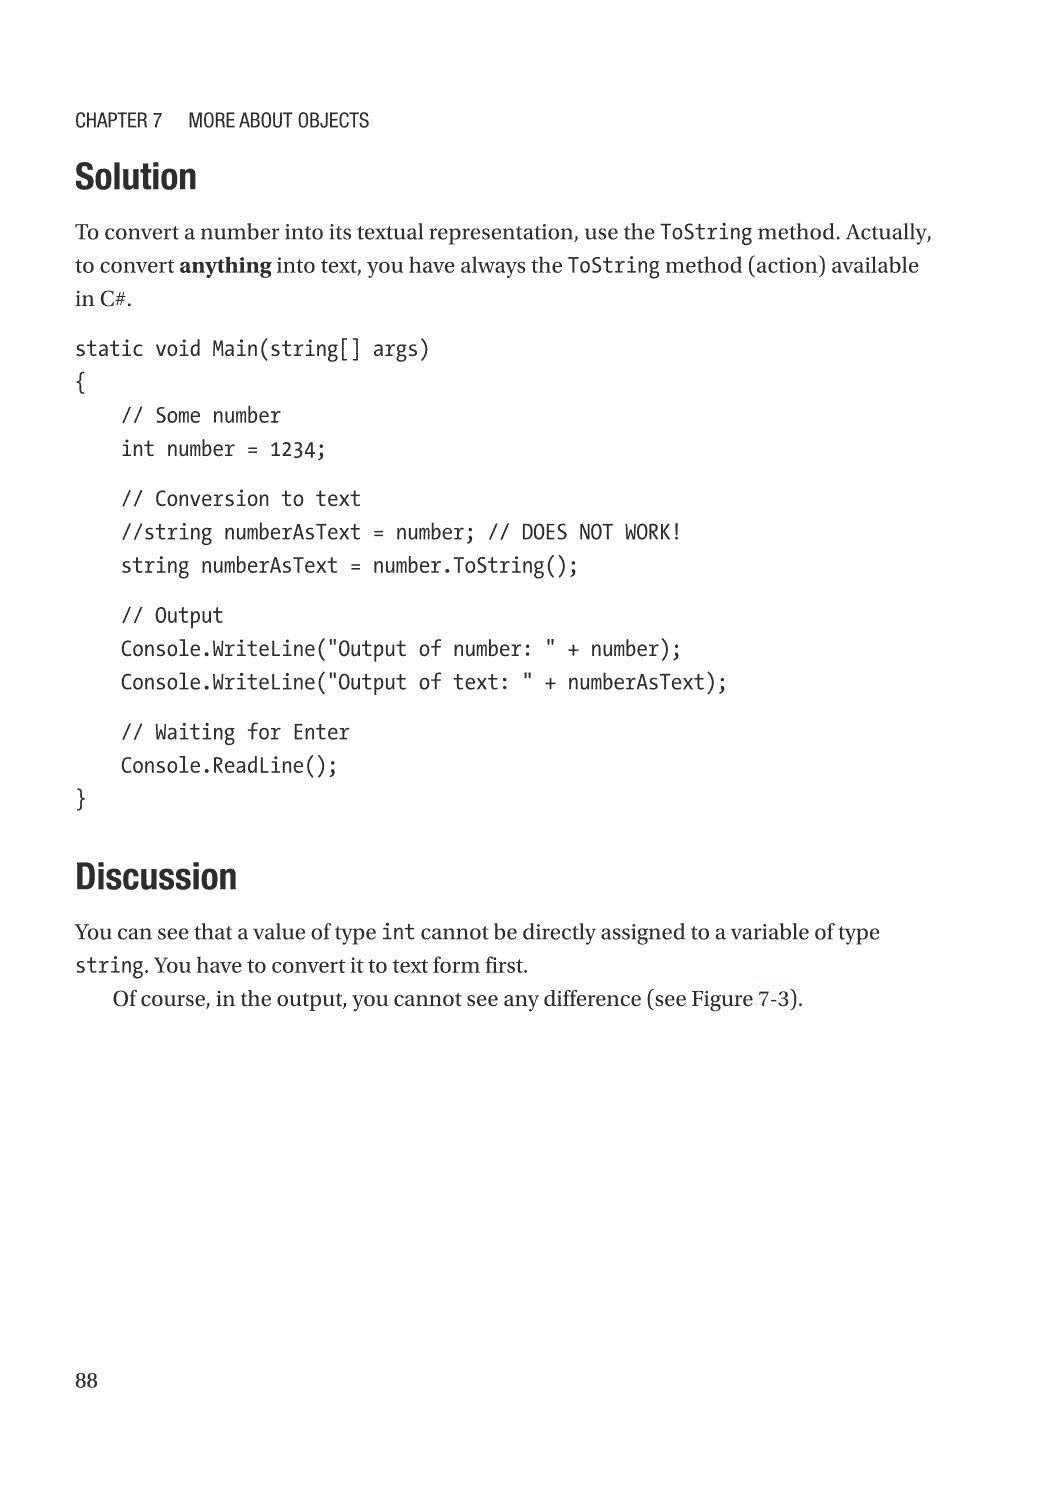 CHAPTER 7 MORE ABOUT OBJECTS
Solution
To convert a number into its textual representation, use the ToString method. Actually,
to convert anything into text, you have always the ToString method (action) available
in C#.
static void Main(string[] args)
{
// Some number
int number = 1234;
// Conversion to text
//string numberAsText = number; // DOES NOT WORK!
string numberAsText = number.ToString();
// Output
Console.WriteLine("Output of number: " + number);
Console.WriteLine("Output of text: " + numberAsText);
// Waiting for Enter
Console.ReadLine();
}
Discussion
You can see that a value of type int cannot be directly assigned to a variable of type
string. You have to convert it to text form first.
Of course, in the output, you cannot see any difference (see Figure 7-3).
88